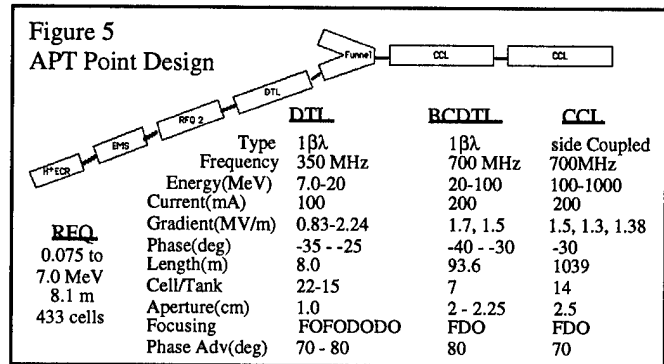 Figure 5
APT Point Design
H+ECR
EMS
RFQ 2
DTL
Funnel
CCL
CCL
DTL BCDTL CCL
Type 1βλ 1βλ side Coupled
Frequency 350 MHz 700 MHz 700MHz
Energy(MeV) 7.0-20 20-100 100-1000
Current(mA) 100 200 200
Gradient(MV/m) 0.83-2.24 1.7, 1.5 1.5, 1.3, 1.38
Phase(deg) -35 - -25 -40 - -30 -30
Length(m) 8.0 93.6 1039
Cell/Tank 22-15 7 14
Aperture(cm) 1.0 2 - 2.25 2.5
Focusing FOFODODO FDO FDO
Phase Adv(deg) 70 - 80 80 70
RFQ
0.075 to
7.0 MeV
8.1 m
433 cells